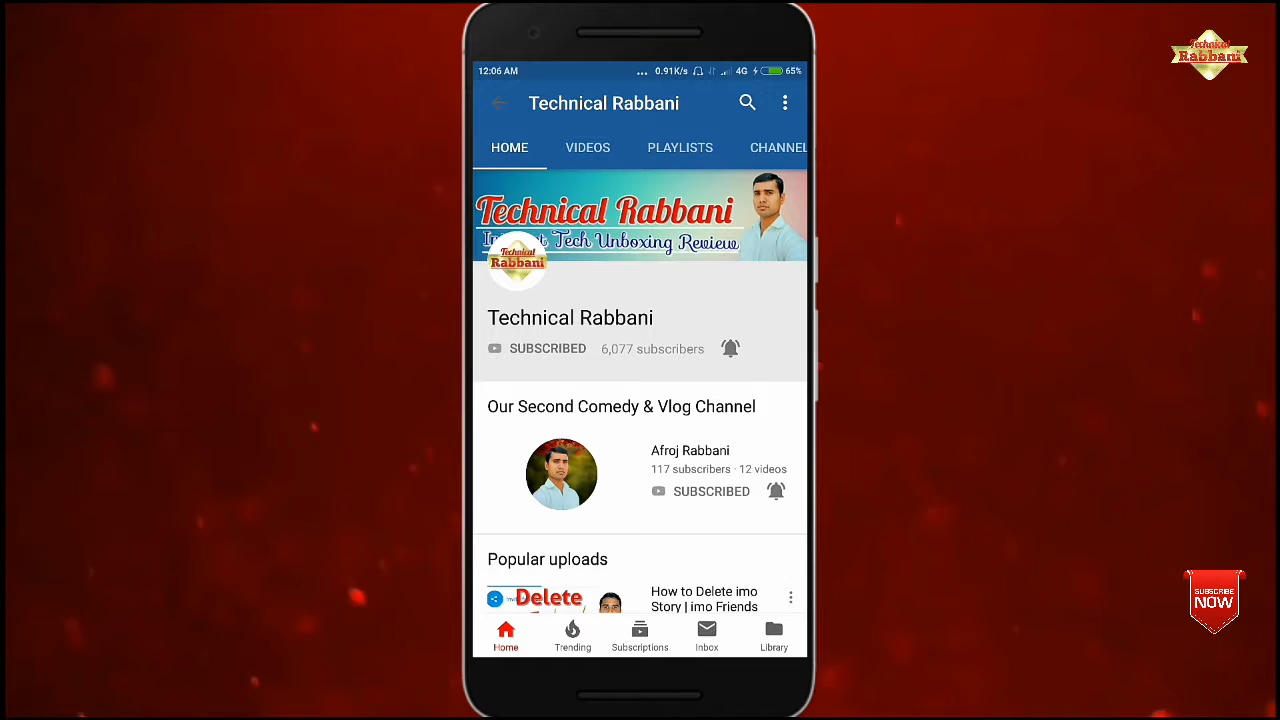 Technical
Rabbani
12:06 AM ... 0.91K/s 4G 65%
Technical Rabbani
HOME VIDEOS PLAYLISTS CHANNEL
Technical Rabbani
Tech Unboxing Review
Technical
Rabbani
Technical Rabbani
SUBSCRIBED 6,077 subscribers
Our Second Comedy & Vlog Channel
Afroj Rabbani
117 subscribers · 12 videos
SUBSCRIBED
Popular uploads
Delete
How to Delete imo
Story | imo Friends
Home Trending Subscriptions Inbox Library
SUBSCRIBE
NOW